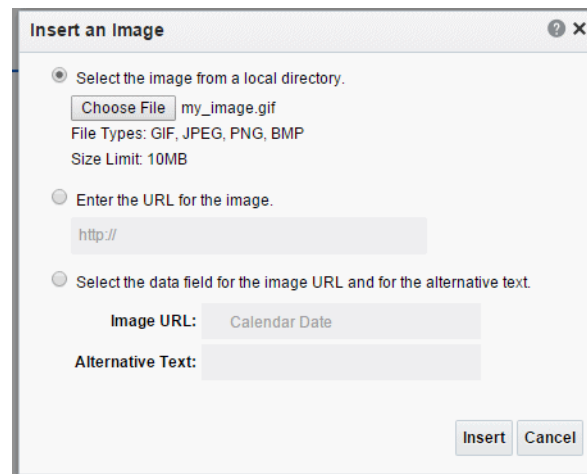 Insert an Image
Select the image from a local directory.
Choose File my_image.gif
File Types: GIF, JPEG, PNG, BMP
Size Limit: 10MB
Enter the URL for the image.
http://
Select the data field for the image URL and for the alternative text.
Image URL: Calendar Date
Alternative Text:
Insert Cancel